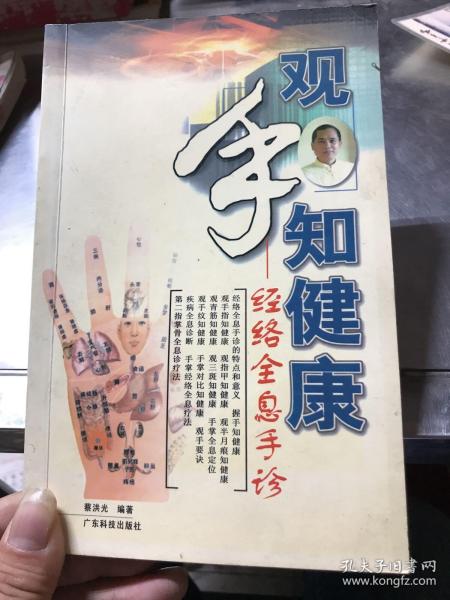 观手知健康
——经络全息手诊
经络全息手诊的特点和意义 握手知健康
观手指知健康 观指甲知健康 观半月痕知健康
观青筋知健康 观三斑知健康 手掌全息定位
观手纹知健康 手掌对比知健康 观手要诀
疾病全息诊断 手掌经络全息疗法
第二指掌骨全息诊疗法
蔡洪光 编著
广东科技出版社
孔夫子旧书网
www.kongfz.com